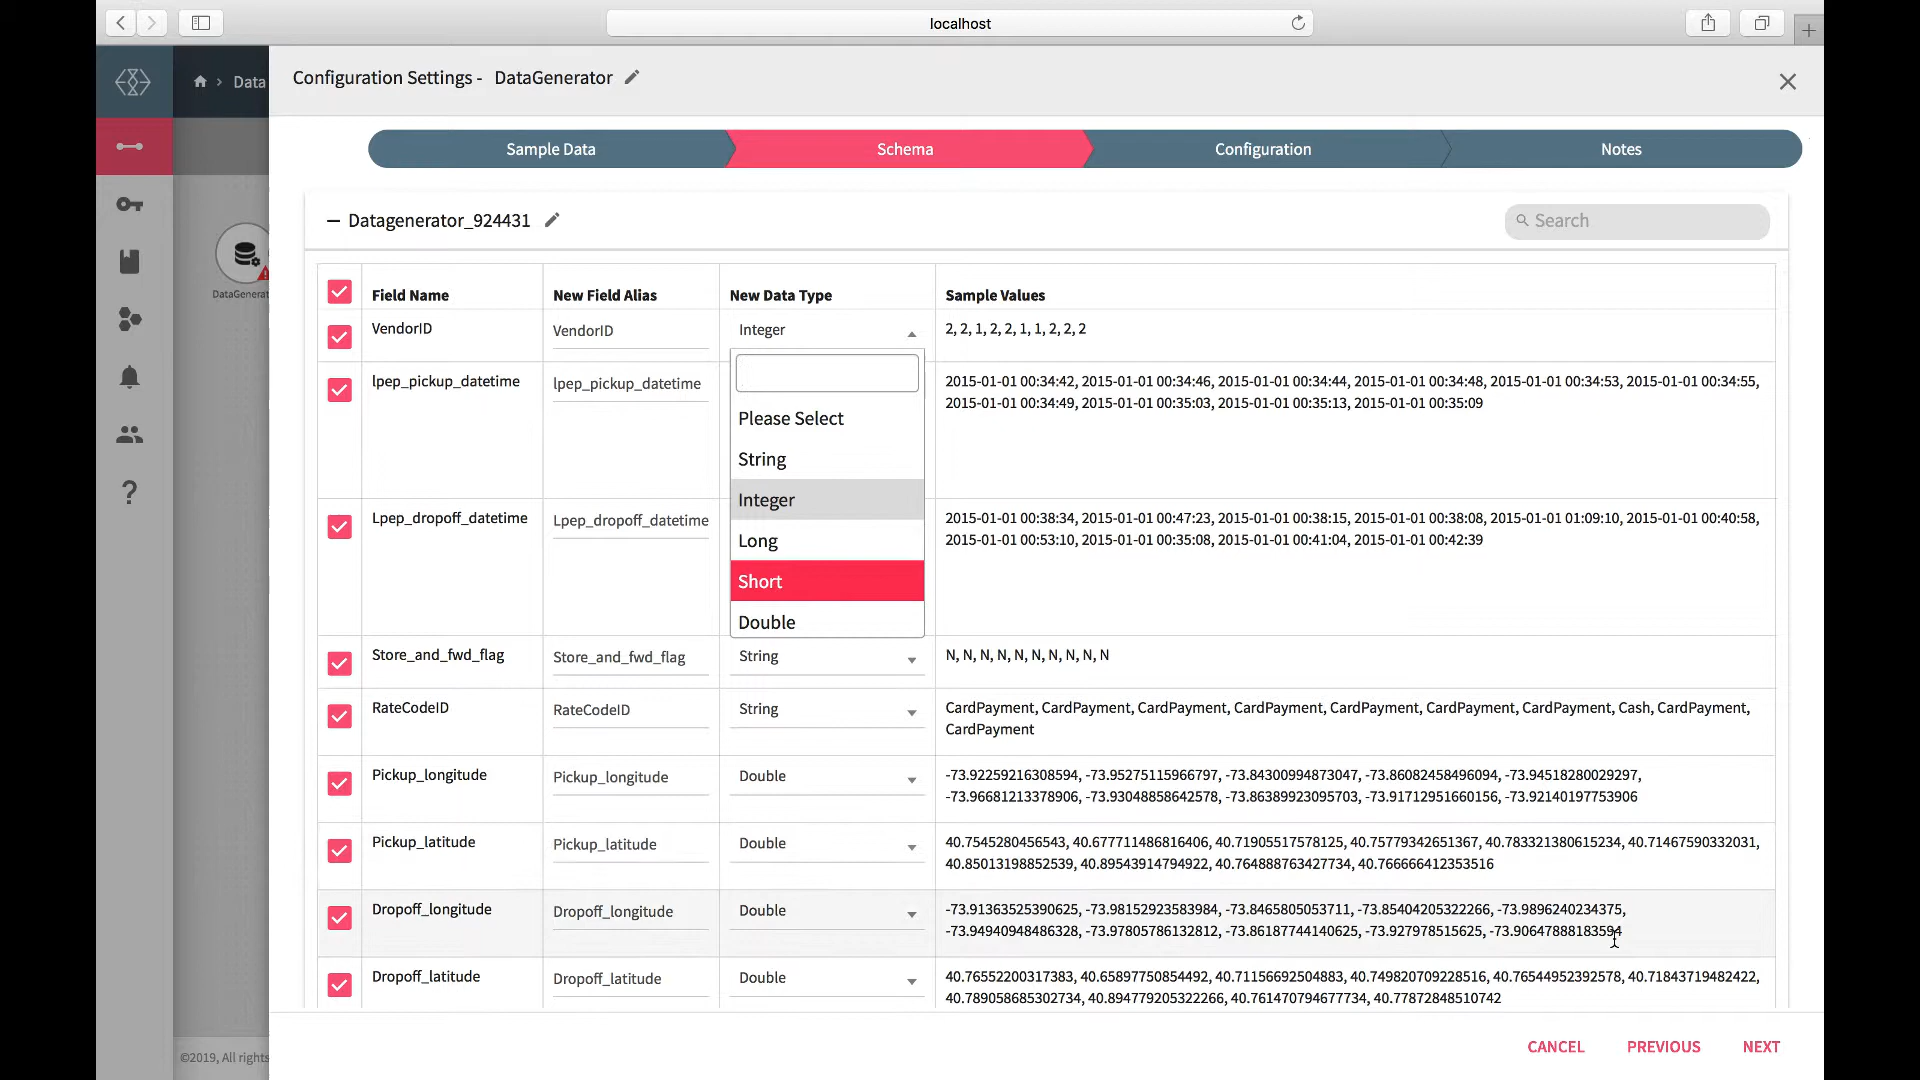 localhost
Data
Configuration Settings - DataGenerator
Sample Data
Schema
Configuration
Notes
Datagenerator_924431
Search
DataGenerat
Field Name
New Field Alias
New Data Type
Sample Values
VendorID
VendorID
Integer
2, 2, 1, 2, 2, 1, 1, 2, 2, 2
lpep_pickup_datetime
lpep_pickup_datetime
2015-01-01 00:34:42, 2015-01-01 00:34:46, 2015-01-01 00:34:44, 2015-01-01 00:34:48, 2015-01-01 00:34:53, 2015-01-01 00:34:55,
2015-01-01 00:34:49, 2015-01-01 00:35:03, 2015-01-01 00:35:13, 2015-01-01 00:35:09
Please Select
String
Integer
Long
Short
Double
Lpep_dropoff_datetime
Lpep_dropoff_datetime
2015-01-01 00:38:34, 2015-01-01 00:47:23, 2015-01-01 00:38:15, 2015-01-01 00:38:08, 2015-01-01 01:09:10, 2015-01-01 00:40:58,
2015-01-01 00:53:10, 2015-01-01 00:35:08, 2015-01-01 00:41:04, 2015-01-01 00:42:39
Store_and_fwd_flag
Store_and_fwd_flag
String
N, N, N, N, N, N, N, N, N, N
RateCodeID
RateCodeID
String
CardPayment, CardPayment, CardPayment, CardPayment, CardPayment, CardPayment, CardPayment, Cash, CardPayment,
CardPayment
Pickup_longitude
Pickup_longitude
Double
-73.92259216308594, -73.95275115966797, -73.84300994873047, -73.86082458496094, -73.94518280029297,
-73.96681213378906, -73.93048858642578, -73.86389923095703, -73.91712951660156, -73.92140197753906
Pickup_latitude
Pickup_latitude
Double
40.7545280456543, 40.677711486816406, 40.71905517578125, 40.75779342651367, 40.783321380615234, 40.71467590332031,
40.85013198852539, 40.89543914794922, 40.764888763427734, 40.766666412353516
Dropoff_longitude
Dropoff_longitude
Double
-73.91363525390625, -73.98152923583984, -73.8465805053711, -73.85404205322266, -73.9896240234375,
-73.94940948486328, -73.97805786132812, -73.86187744140625, -73.927978515625, -73.90647888183594
Dropoff_latitude
Dropoff_latitude
Double
40.76552200317383, 40.65897750854492, 40.71156692504883, 40.749820709228516, 40.76544952392578, 40.71843719482422,
40.789058685302734, 40.894779205322266, 40.761470794677734, 40.77872848510742
©2019, All rights
CANCEL
PREVIOUS
NEXT